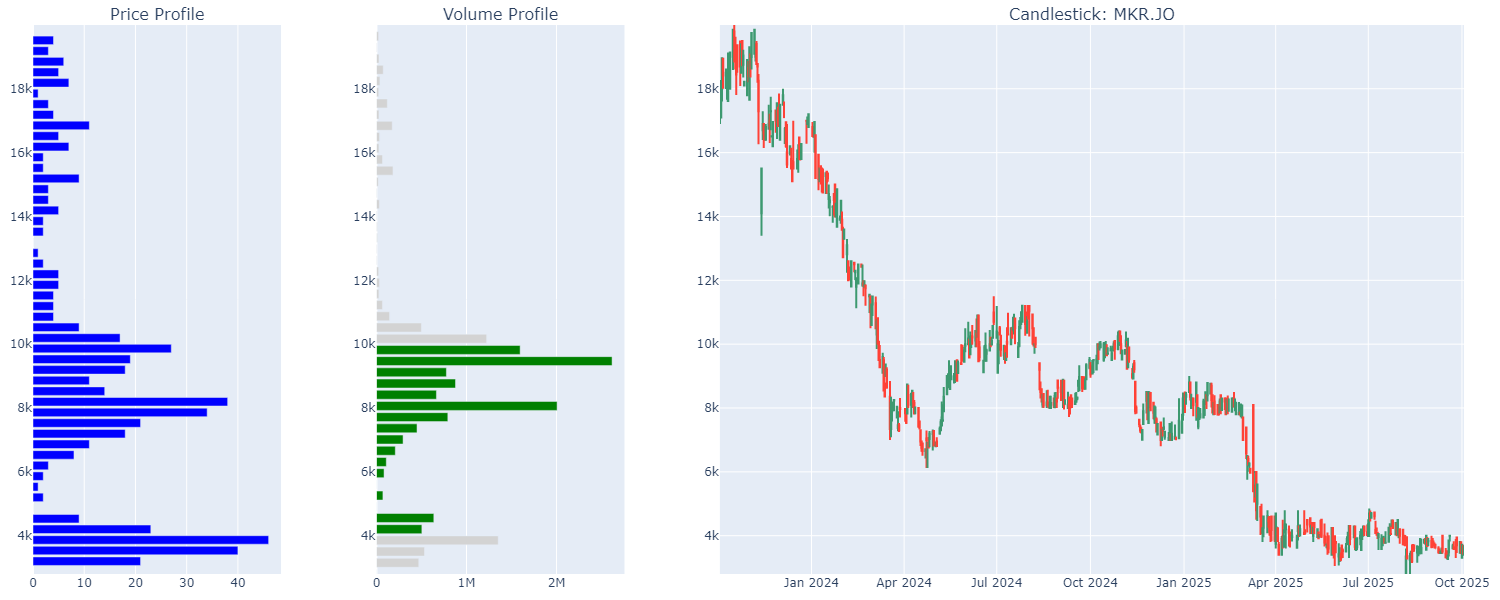 Price Profile
Volume Profile
Candlestick: MKR.JO
18k
16k
14k
12k
10k
8k
6k
4k
0
10
20
30
40
18k
16k
14k
12k
10k
8k
6k
4k
0
1M
2M
18k
16k
14k
12k
10k
8k
6k
4k
Jan 2024
Apr 2024
Jul 2024
Oct 2024
Jan 2025
Apr 2025
Jul 2025
Oct 2025